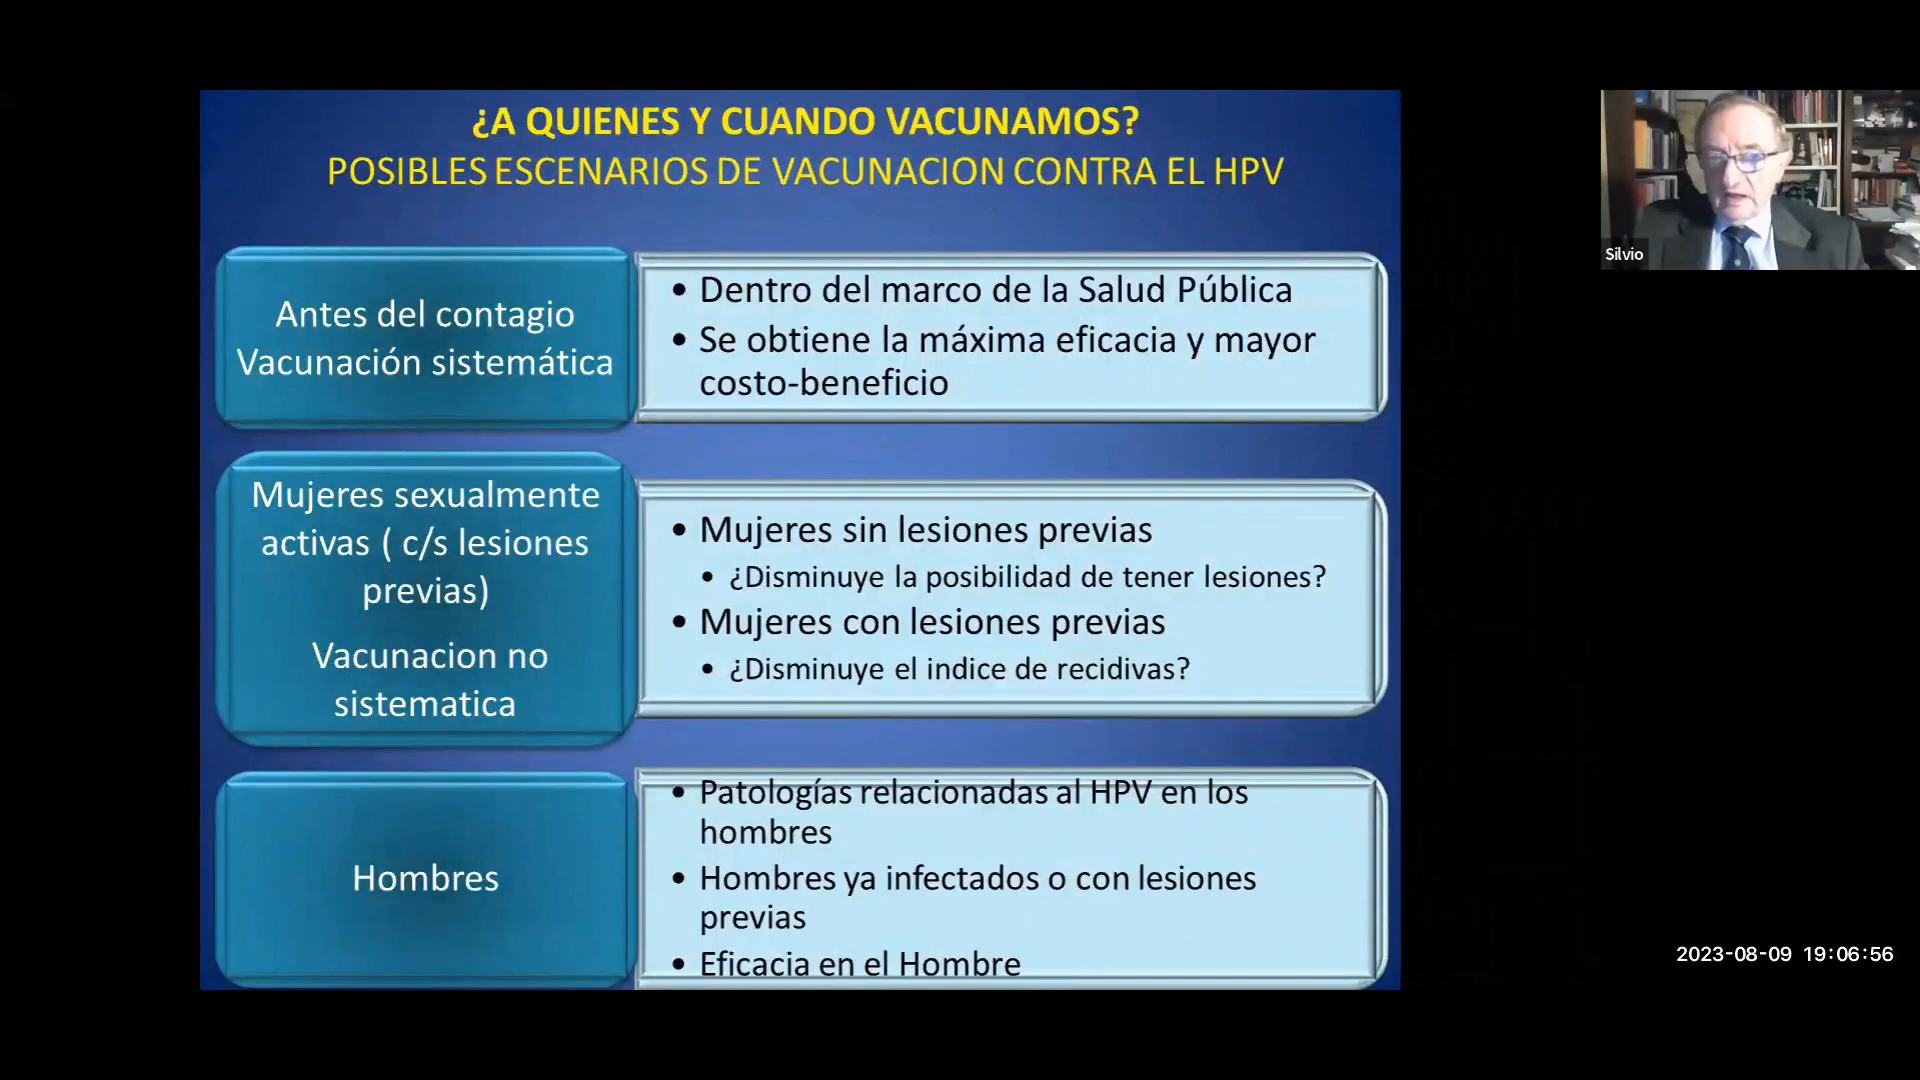 ¿A QUIENES Y CUANDO VACUNAMOS?
POSIBLES ESCENARIOS DE VACUNACION CONTRA EL HPV
Antes del contagio
Vacunación sistemática
• Dentro del marco de la Salud Pública
• Se obtiene la máxima eficacia y mayor
costo-beneficio
Mujeres sexualmente
activas ( c/s lesiones
previas)
Vacunacion no
sistematica
• Mujeres sin lesiones previas
• ¿Disminuye la posibilidad de tener lesiones?
• Mujeres con lesiones previas
• ¿Disminuye el indice de recidivas?
Hombres
• Patologías relacionadas al HPV en los
hombres
• Hombres ya infectados o con lesiones
previas
• Eficacia en el Hombre
Silvio
2023-08-09 19:06:56